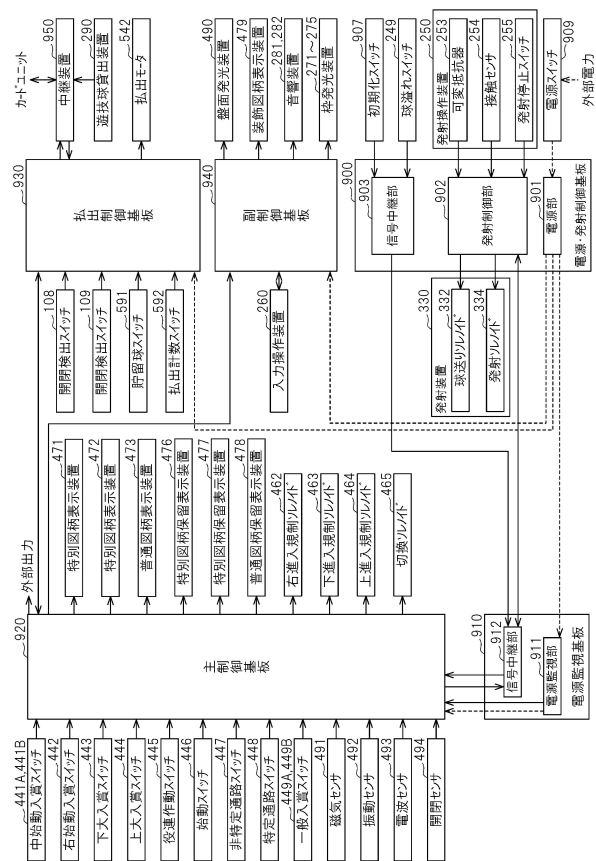 950
カードユニット
中継装置
290
遊技球貸出装置
542
払出モータ
490
盤面発光装置
479
装飾図柄表示装置
281,282
音響装置
271～275
枠発光装置
907
初期化スイッチ
249
球溢れスイッチ
250
発射操作装置
253
可変抵抗器
254
接触センサ
255
発射停止スイッチ
909
電源スイッチ
外部電力
930
払出制御基板
940
副制御基板
900
903
信号中継部
902
発射制御部
901
電源部
電源・発射制御基板
108
開閉検出スイッチ
109
開閉検出スイッチ
591
貯留球スイッチ
592
払出計数スイッチ
260
入力操作装置
330
発射装置
332
球送りソレノイド
334
発射ソレノイド
外部出力
471
特別図柄表示装置
472
特別図柄表示装置
473
普通図柄表示装置
476
特別図柄保留表示装置
477
特別図柄保留表示装置
478
普通図柄保留表示装置
462
右進入規制ソレノイド
463
下進入規制ソレノイド
464
上進入規制ソレノイド
465
切換ソレノイド
920
主制御基板
910
912
信号中継部
911
電源監視部
電源監視基板
441A,441B
中始動入賞スイッチ
442
右始動入賞スイッチ
443
下大入賞スイッチ
444
上大入賞スイッチ
445
役連作動スイッチ
446
始動スイッチ
447
非特定通路スイッチ
448
特定通路スイッチ
449A,449B
一般入賞スイッチ
491
磁気センサ
492
振動センサ
493
電波センサ
494
開閉センサ